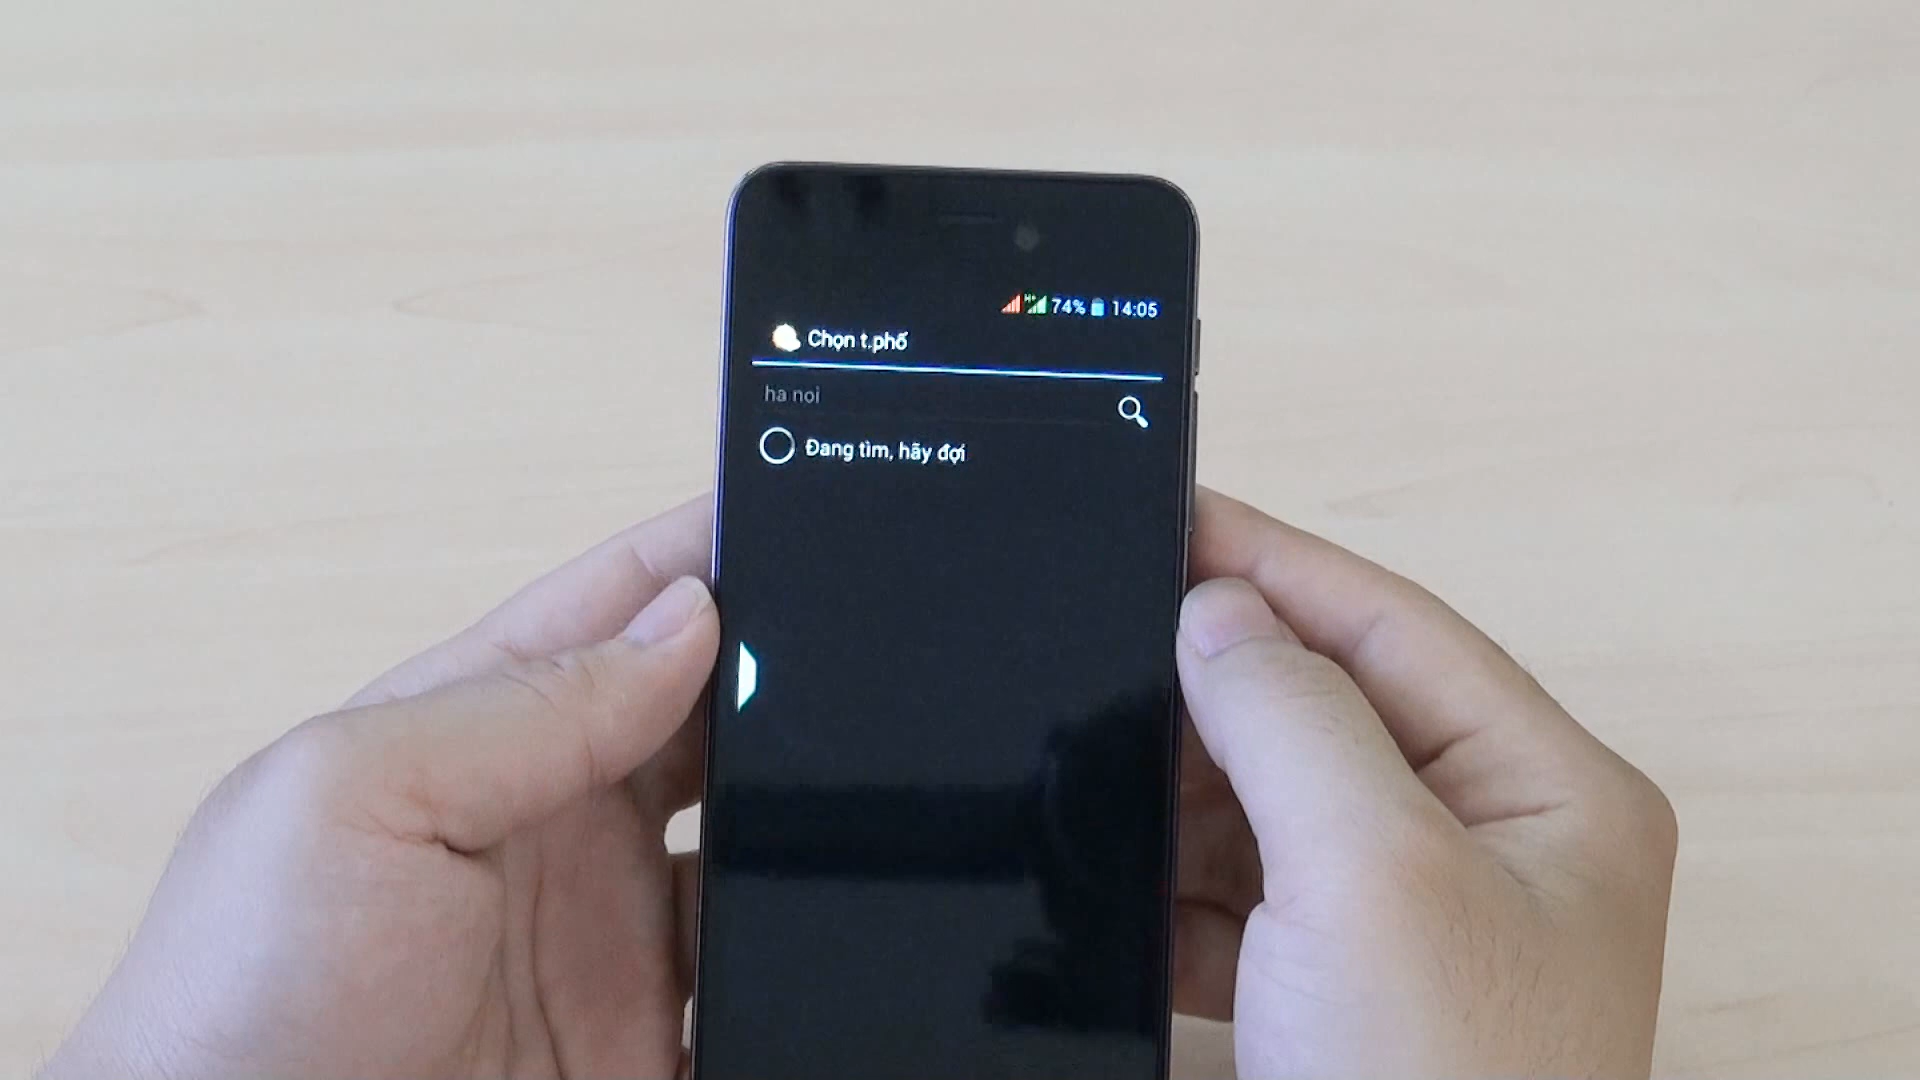 H+ 74% 14:05
Chọn t.phố
ha noi
Đang tìm, hãy đợi